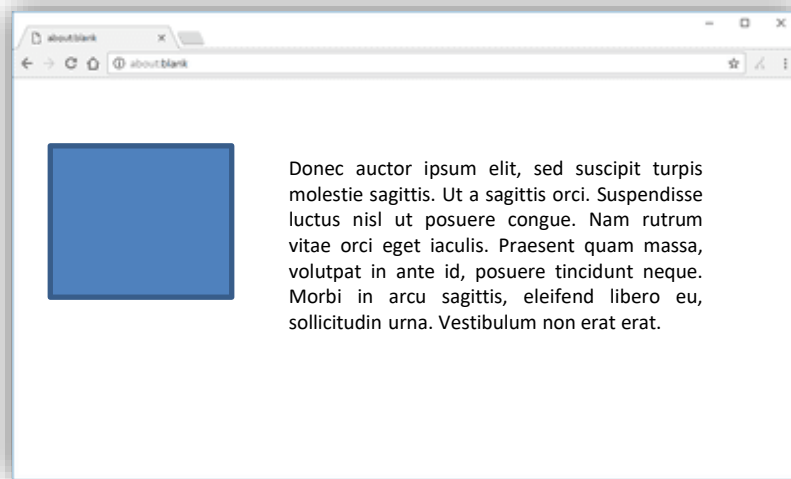 about:blank
about:blank
Donec auctor ipsum elit, sed suscipit turpis
molestie sagittis. Ut a sagittis orci. Suspendisse
luctus nisl ut posuere congue. Nam rutrum
vitae orci eget iaculis. Praesent quam massa,
volutpat in ante id, posuere tincidunt neque.
Morbi in arcu sagittis, eleifend libero eu,
sollicitudin urna. Vestibulum non erat erat.